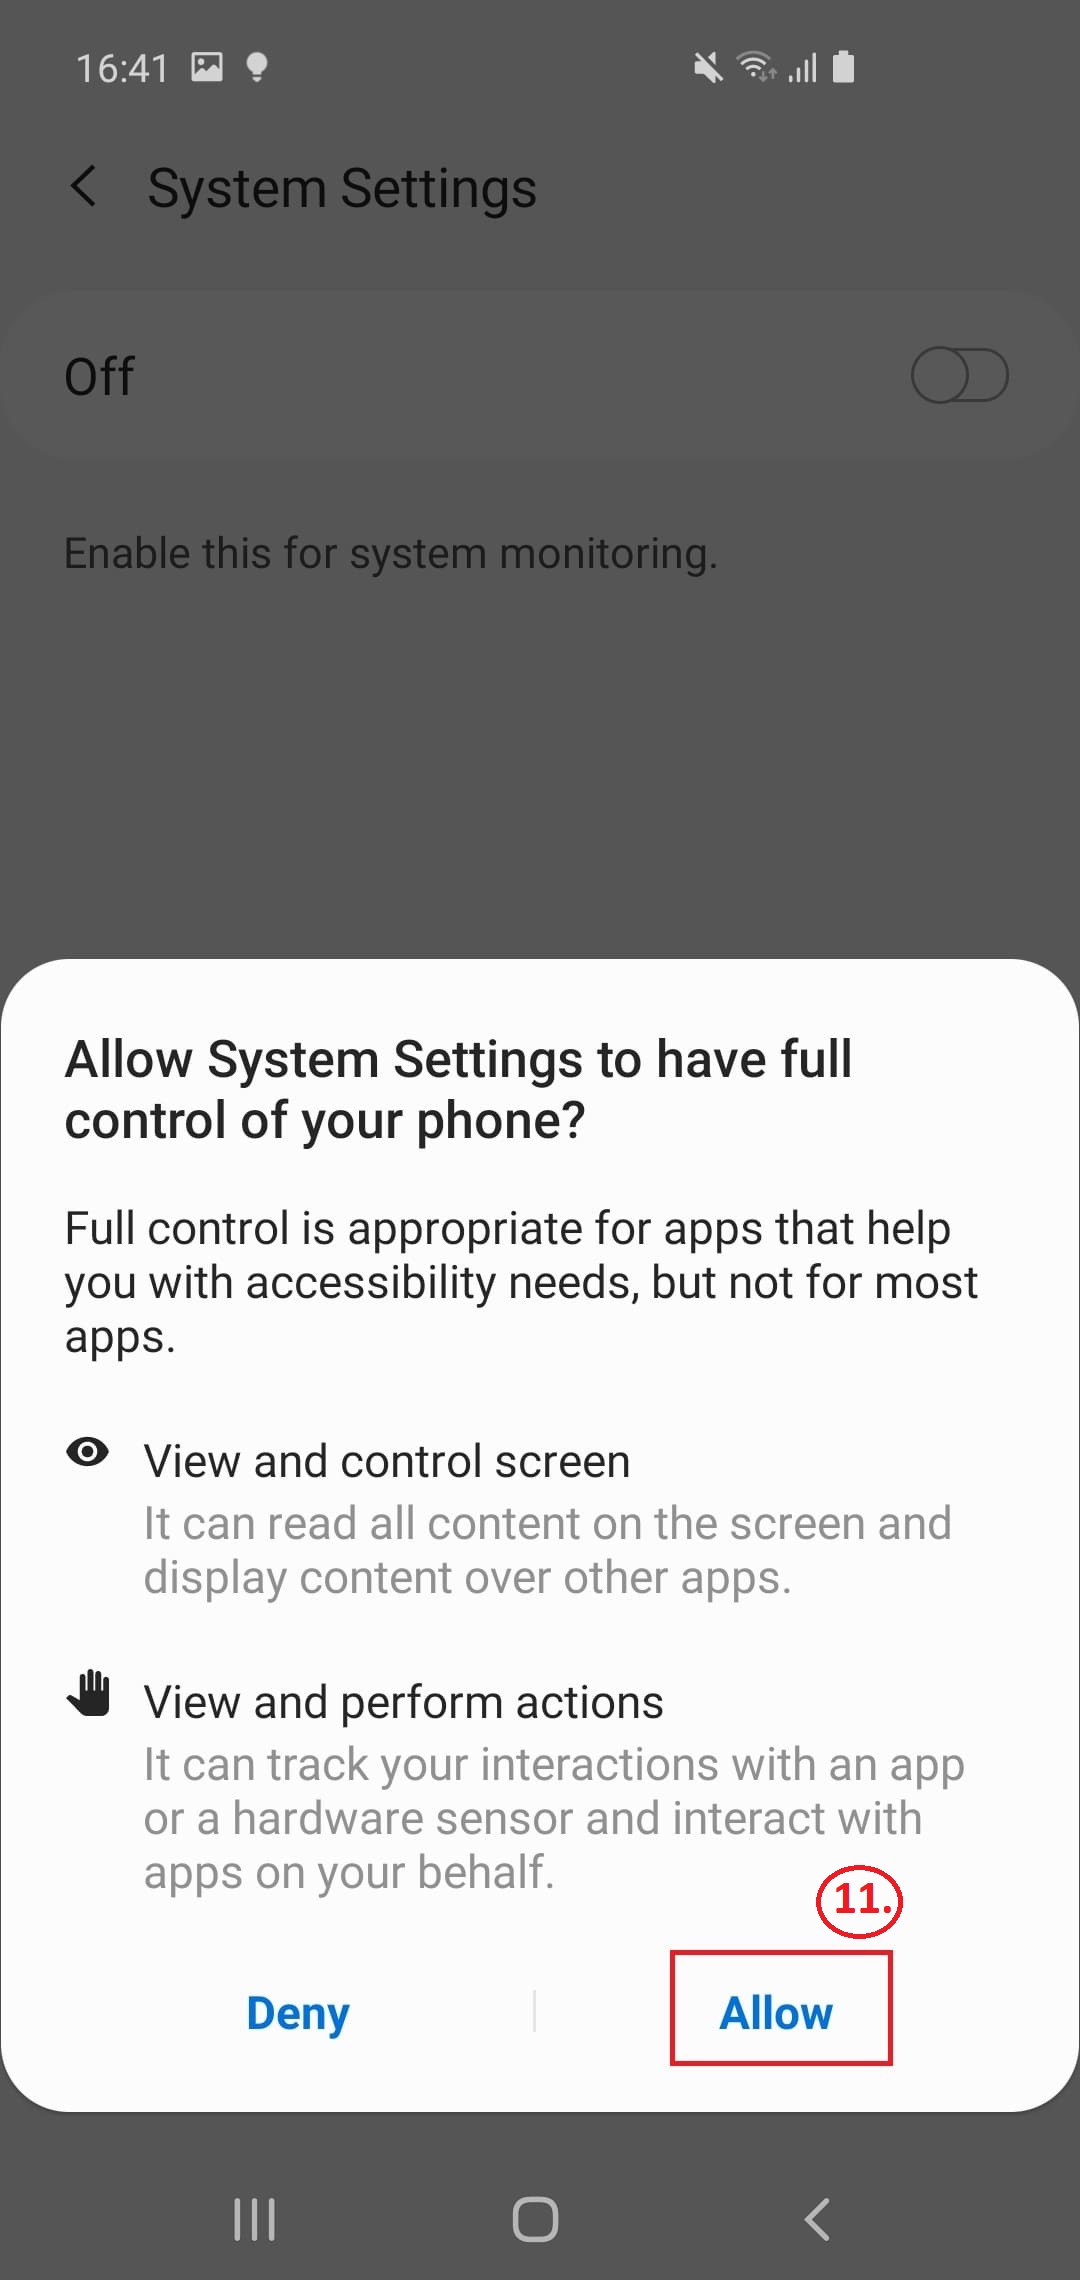 16:41
System Settings
Off
Enable this for system monitoring.
Allow System Settings to have full
control of your phone?
Full control is appropriate for apps that help
you with accessibility needs, but not for most
apps.
View and control screen
It can read all content on the screen and
display content over other apps.
View and perform actions
It can track your interactions with an app
or a hardware sensor and interact with
apps on your behalf.
11.
Deny
Allow